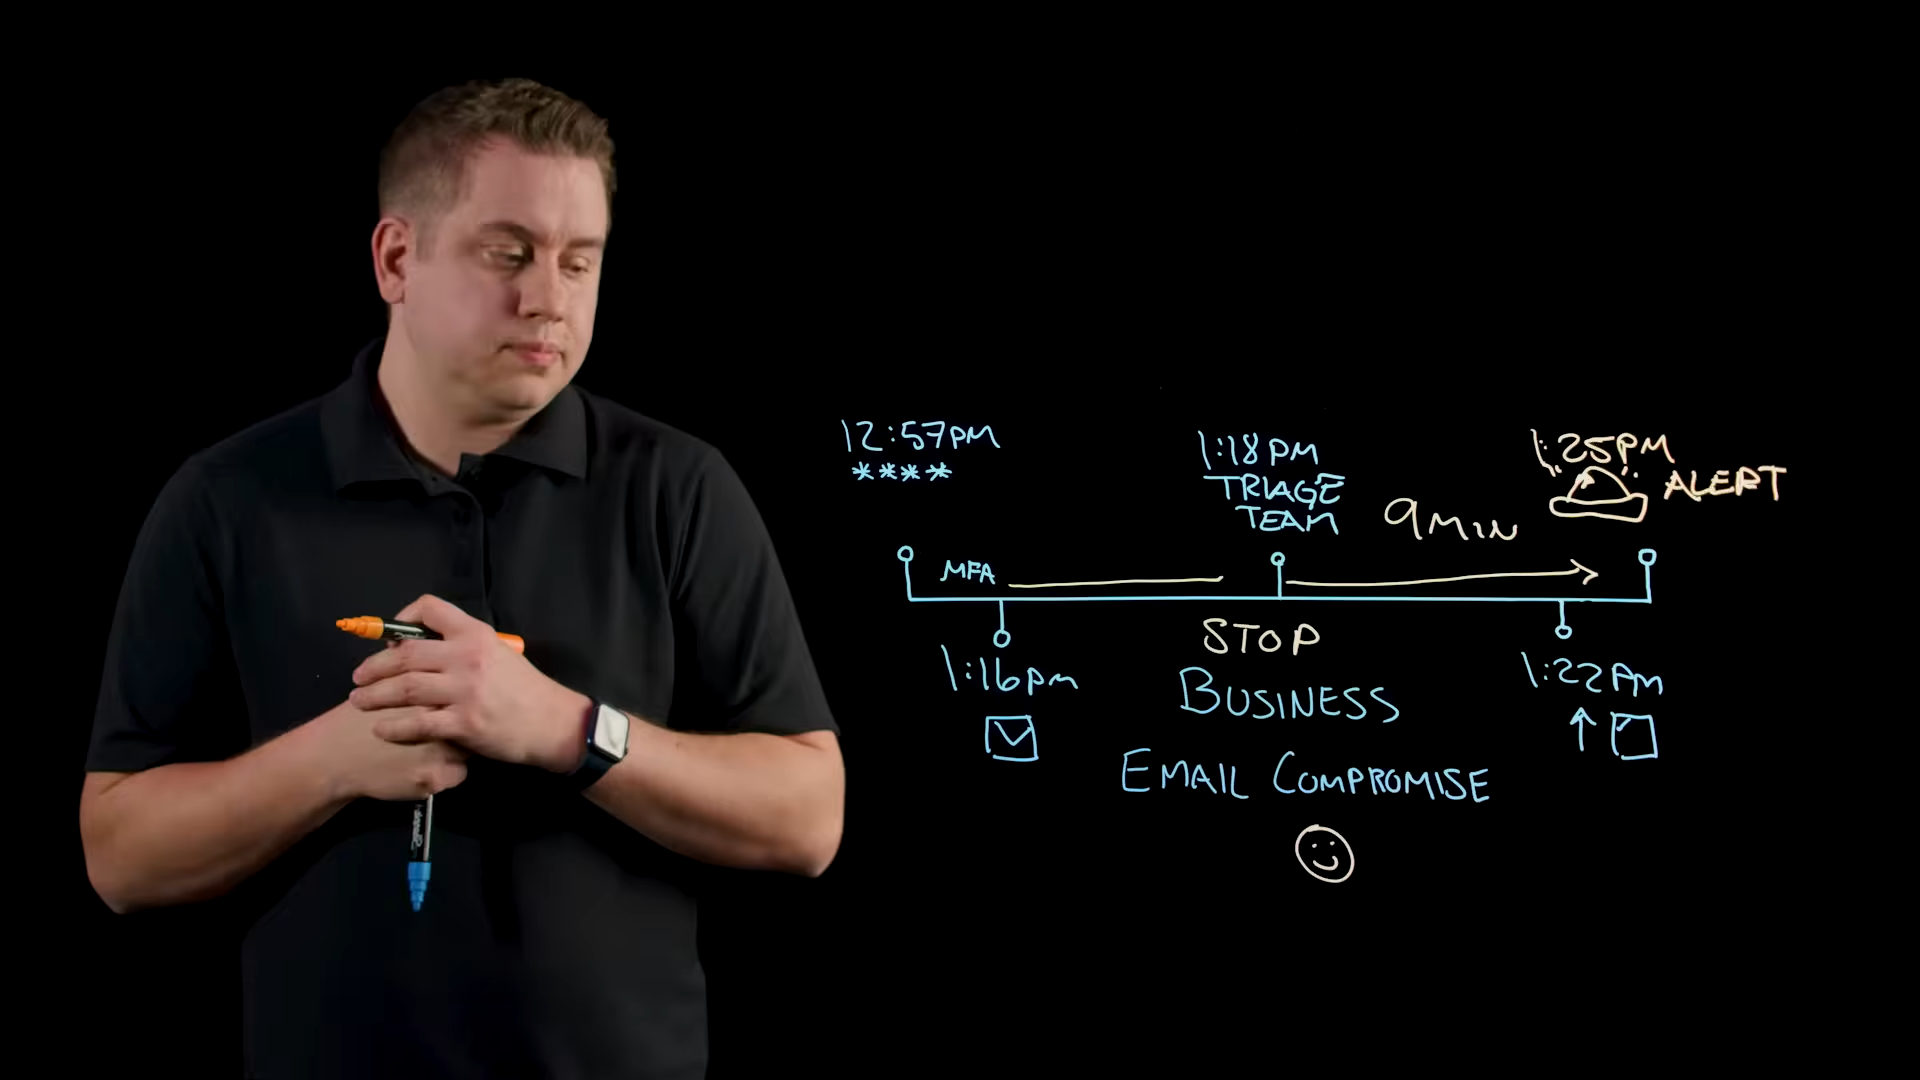 12:57PM
****
1:18PM
TRIAGE
TEAM
9MIN
1:25PM
ALERT
MFA
1:16pm
STOP
BUSINESS
EMAIL COMPROMISE
1:22PM